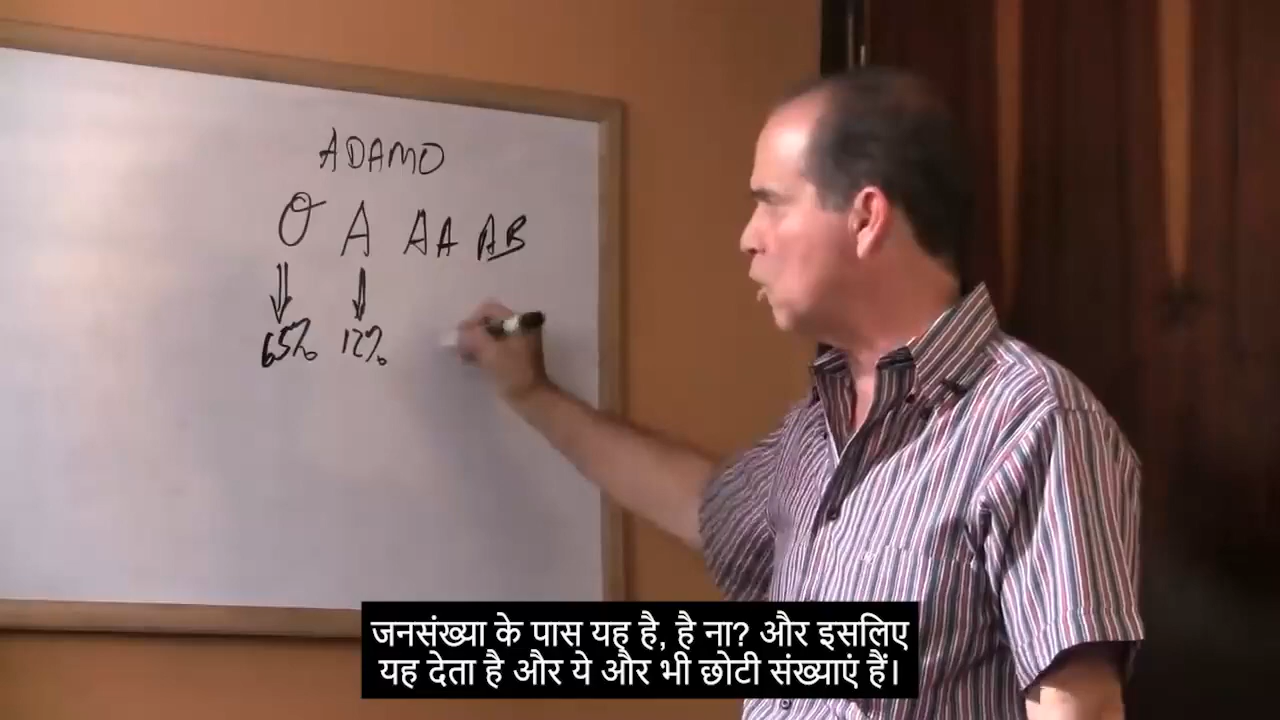 ADAMO
O A AA AB
65% 12%
जनसंख्या के पास यह है, है ना? और इसलिए
यह देता है और ये और भी छोटी संख्याएं हैं।